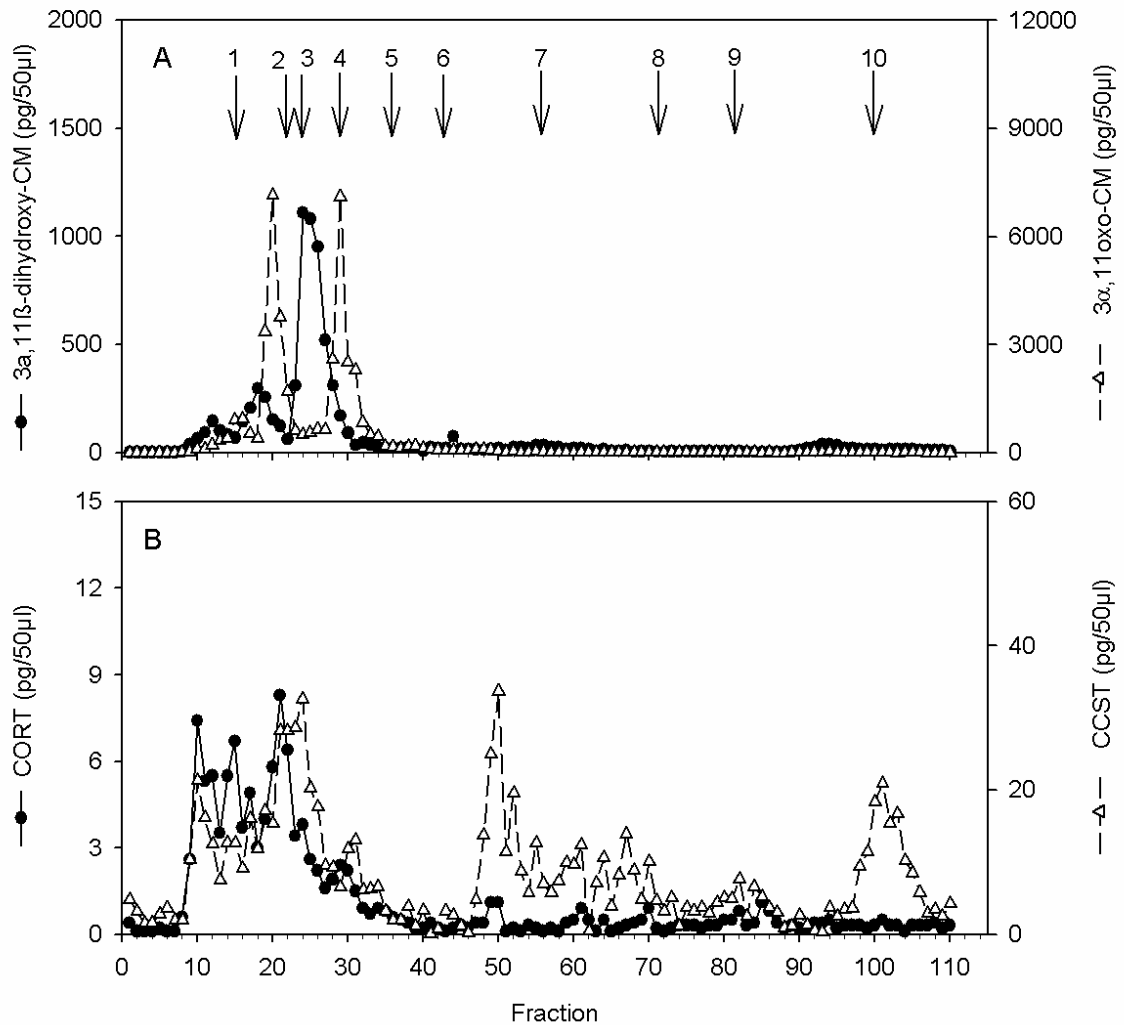 A
1 2 3 4 5 6 7 8 9 10
2000
1500
1000
500
0
12000
9000
6000
3000
0
3a,11ß-dihydroxy-CM (pg/50µl)
3α,11oxo-CM (pg/50µl)
B
15
12
9
6
3
0
60
40
20
0
CORT (pg/50µl)
CCST (pg/50µl)
0 10 20 30 40 50 60 70 80 90 100 110
Fraction